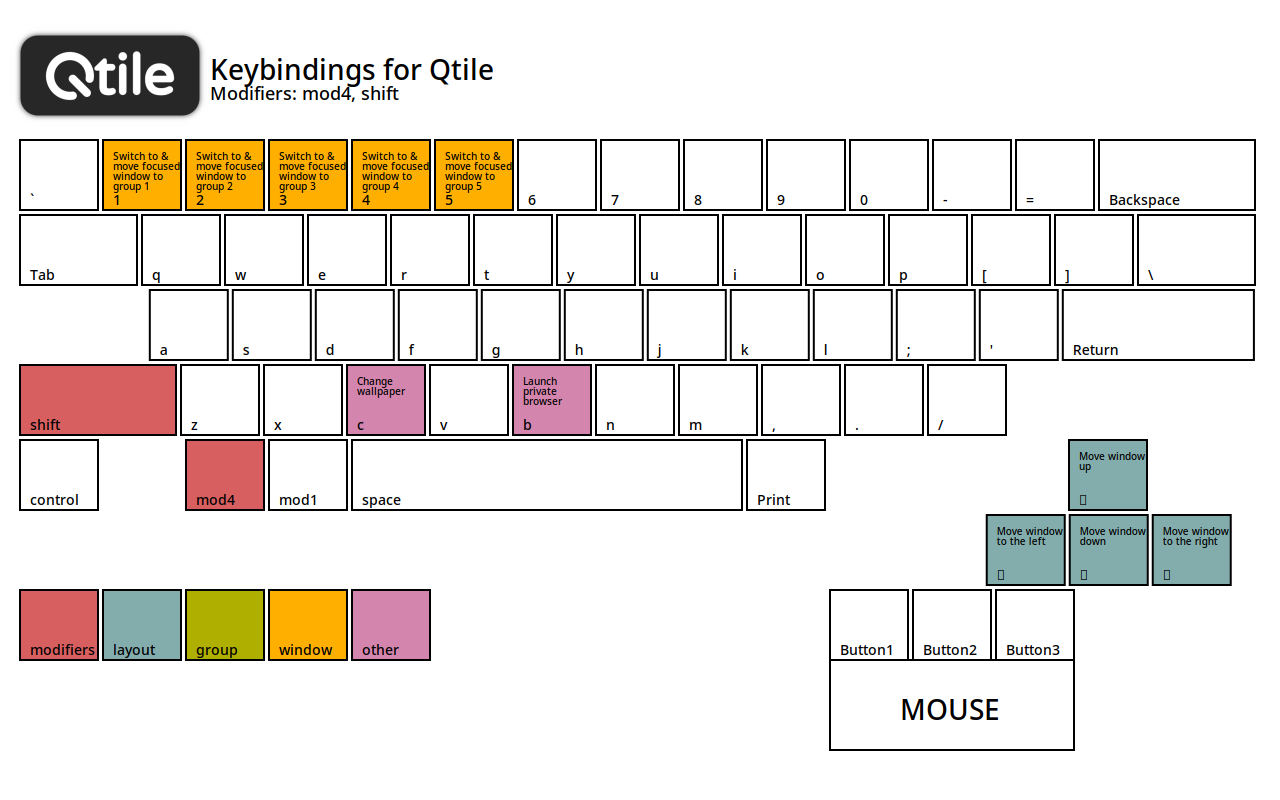 Qtile
Keybindings for Qtile
Modifiers: mod4, shift
`
Switch to &
move focused
window to
group 1
1
Switch to &
move focused
window to
group 2
2
Switch to &
move focused
window to
group 3
3
Switch to &
move focused
window to
group 4
4
Switch to &
move focused
window to
group 5
5
6
7
8
9
0
-
=
Backspace
Tab
q
w
e
r
t
y
u
i
o
p
[
]
\
a
s
d
f
g
h
j
k
l
;
'
Return
shift
z
x
Change
wallpaper
c
v
Launch
private
browser
b
n
m
,
.
/
control
mod4
mod1
space
Print
Move window
up
Move window
to the left
Move window
down
Move window
to the right
modifiers
layout
group
window
other
Button1
Button2
Button3
MOUSE